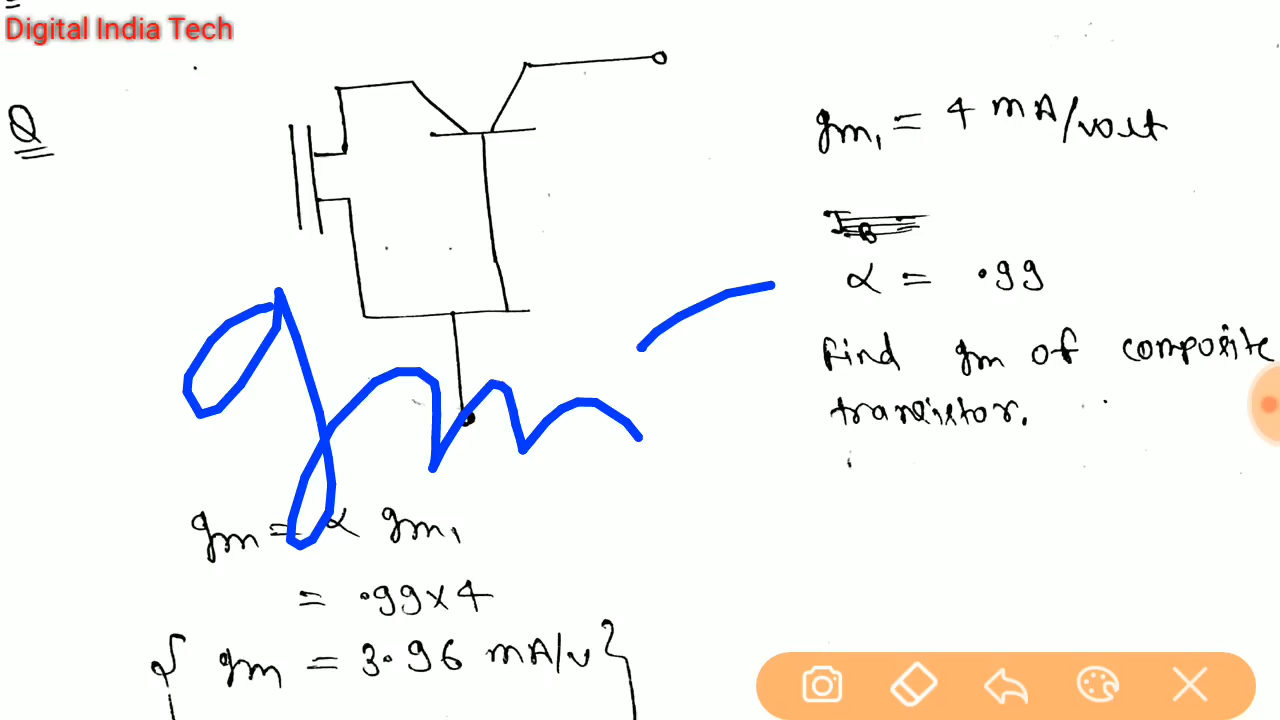 Digital India Tech
Q
gm₁ = 4 mA/volt
I_B =
α = .99
Find gm of composite
transistor.
gm
gm = α gm₁
= .99×4
{ gm = 3.96 mA/v }